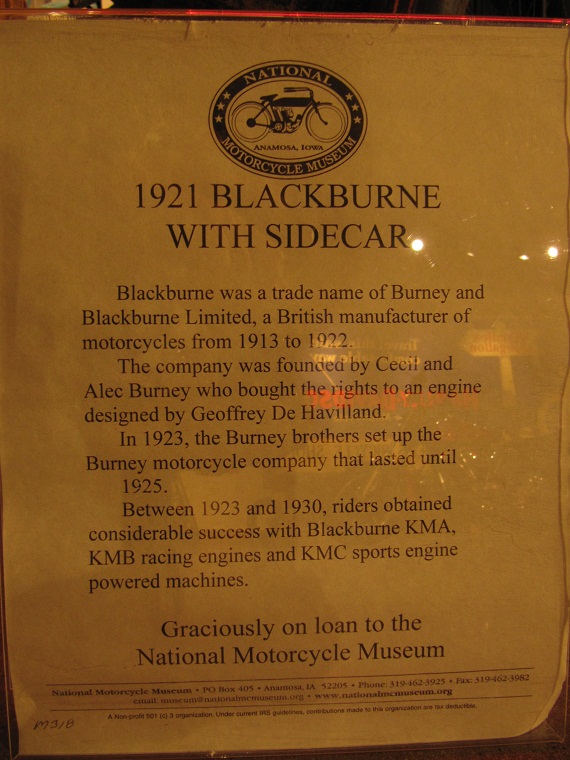 NATIONAL
ANAMOSA, IOWA
MOTORCYCLE MUSEUM
1921 BLACKBURNE
WITH SIDECAR
Blackburne was a trade name of Burney and
Blackburne Limited, a British manufacturer of
motorcycles from 1913 to 1922.
The company was founded by Cecil and
Alec Burney who bought the rights to an engine
designed by Geoffrey De Havilland.
In 1923, the Burney brothers set up the
Burney motorcycle company that lasted until
1925.
Between 1923 and 1930, riders obtained
considerable success with Blackburne KMA,
KMB racing engines and KMC sports engine
powered machines.
Graciously on loan to the
National Motorcycle Museum
National Motorcycle Museum • PO Box 405 • Anamosa, IA 52205 • Phone: 319-462-3925 • Fax: 319-462-3982
email: museum@nationalmcmuseum.org • www.nationalmcmuseum.org
A Non-profit 501 (c) 3 organization. Under current IRS guidelines, contributions made to this organization are tax deductible.